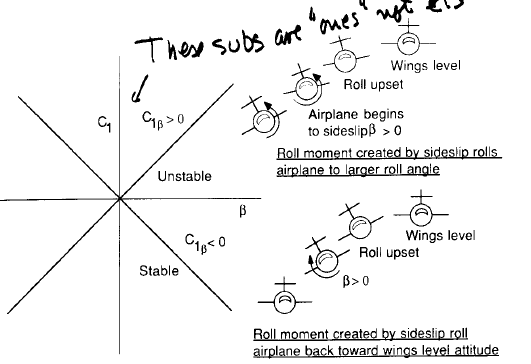 These subs are "ones" not els
C1
C1β > 0
Unstable
β
C1β < 0
Stable
Wings level
Roll upset
Airplane begins
to sideslip β > 0
Roll moment created by sideslip rolls
airplane to larger roll angle
Wings level
Roll upset
β > 0
Roll moment created by sideslip roll
airplane back toward wings level attitude